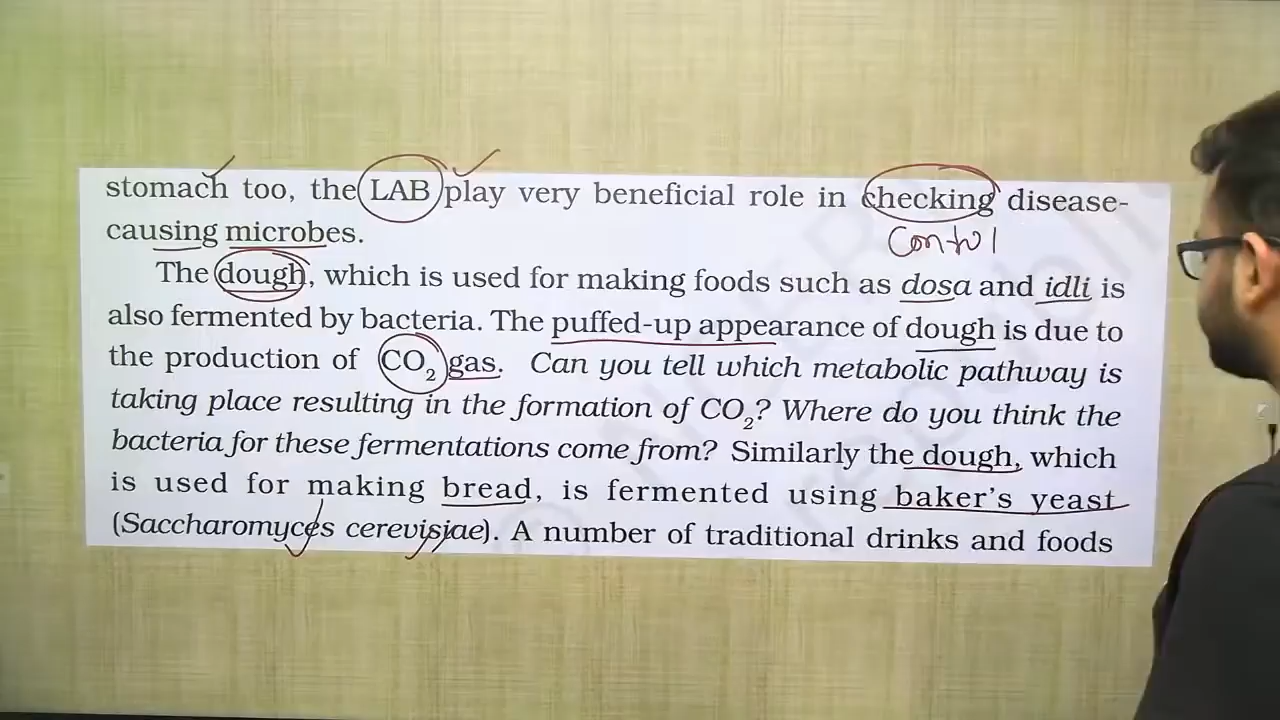 stomach too, the LAB play very beneficial role in checking disease-
Control
causing microbes.
The dough, which is used for making foods such as dosa and idli is
also fermented by bacteria. The puffed-up appearance of dough is due to
the production of CO₂ gas. Can you tell which metabolic pathway is
taking place resulting in the formation of CO₂? Where do you think the
bacteria for these fermentations come from? Similarly the dough, which
is used for making bread, is fermented using baker's yeast
(Saccharomyces cerevisiae). A number of traditional drinks and foods